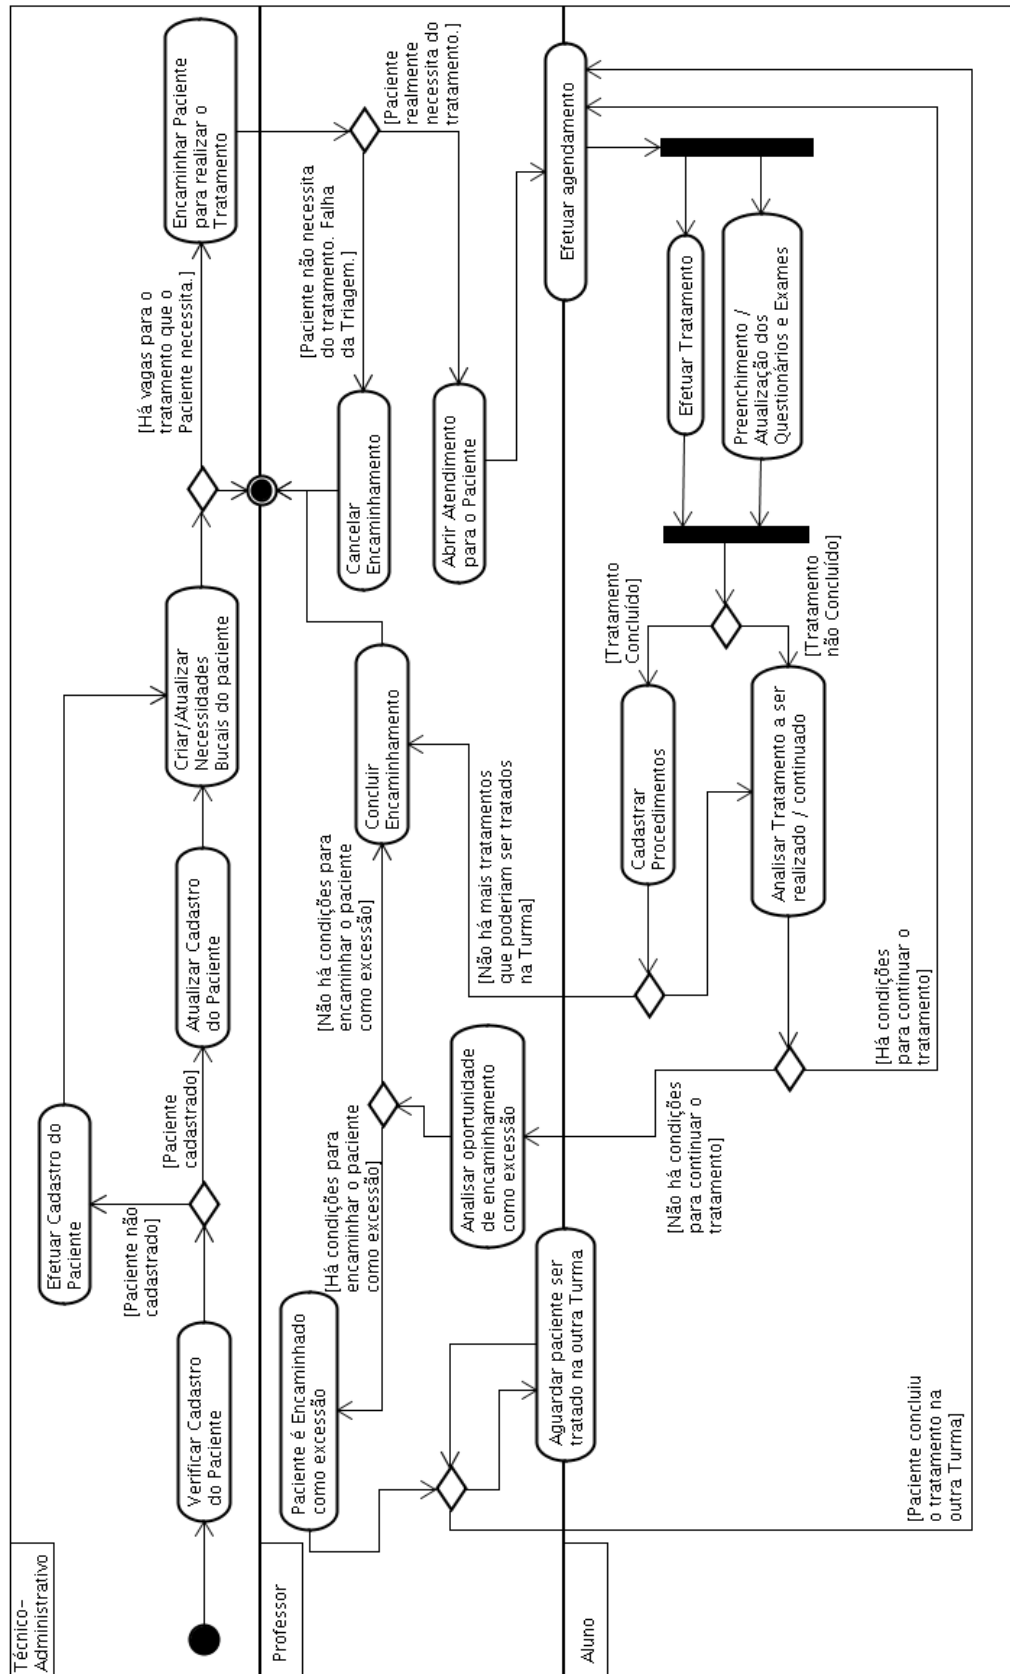 Técnico-
Administrativo
Verificar Cadastro
do Paciente
[Paciente não
cadastrado]
Efetuar Cadastro do
Paciente
[Paciente
cadastrado]
Atualizar Cadastro
do Paciente
Criar/Atualizar
Necessidades
Bucais do paciente
[Há vagas para o
tratamento que o
Paciente necessita.]
Encaminhar Paciente
para realizar o
Tratamento
Professor
Paciente é Encaminhado
como excessão
[Há condições para
encaminhar o paciente
como excessão]
Analisar oportunidade
de encaminhamento
como excessão
[Não há condições para
encaminhar o paciente
como excessão]
Concluir
Encaminhamento
[Não há mais tratamentos
que poderiam ser tratados
na Turma]
Cancelar
Encaminhamento
[Paciente não necessita
do tratamento. Falha
da Triagem.]
[Paciente
realmente
necessita do
tratamento.]
Abrir Atendimento
para o Paciente
Aluno
Aguardar paciente ser
tratado na outra Turma
Efetuar agendamento
Efetuar Tratamento
Preenchimento /
Atualização dos
Questionários e Exames
[Tratamento
Concluído]
[Tratamento
não Concluído]
Cadastrar
Procedimentos
Analisar Tratamento a ser
realizado / continuado
[Não há condições
para continuar o
tratamento]
[Há condições
para continuar o
tratamento]
[Paciente concluiu
o tratamento na
outra Turma]